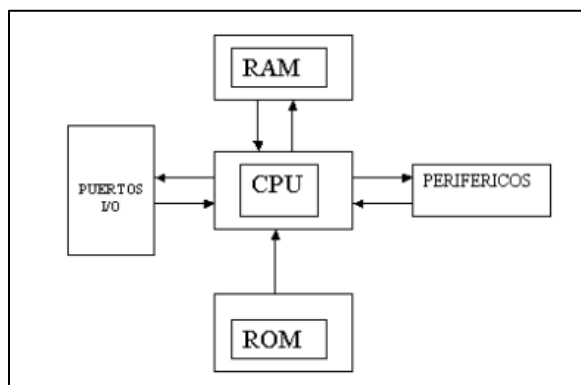 RAM
PUERTOS
I/O
CPU
PERIFERICOS
ROM